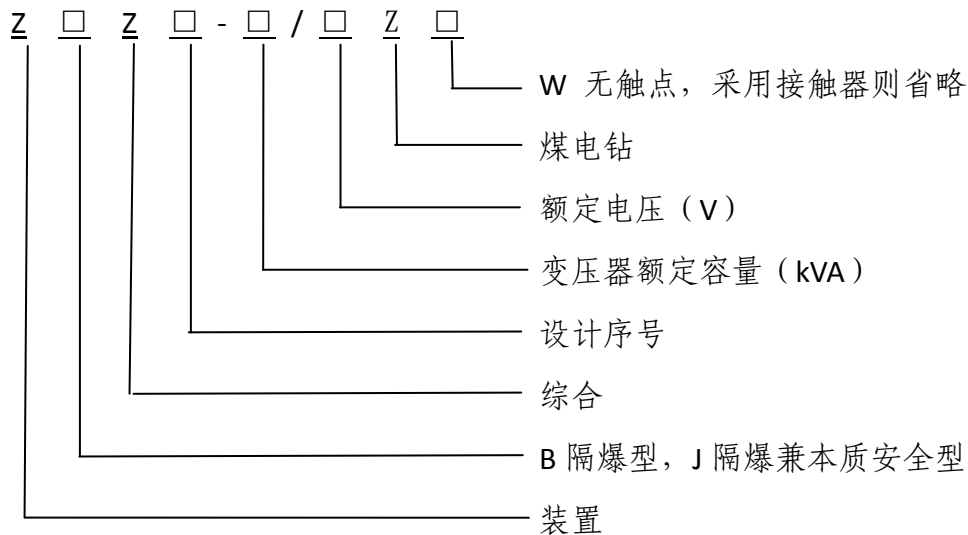 Z □ Z □ - □ / □ Z □
W 无触点，采用接触器则省略
煤电钻
额定电压（V）
变压器额定容量（kVA）
设计序号
综合
B 隔爆型，J 隔爆兼本质安全型
装置